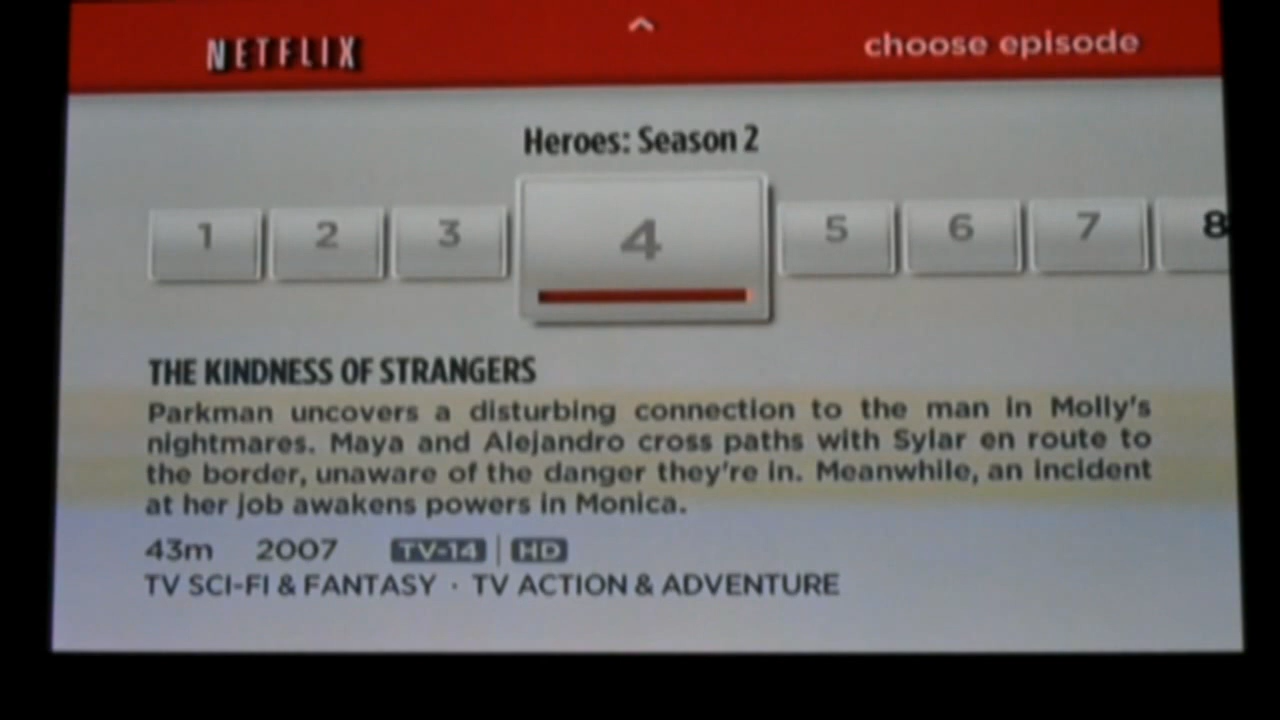 NETFLIX
choose episode
Heroes: Season 2
1 2 3 4 5 6 7 8
THE KINDNESS OF STRANGERS
Parkman uncovers a disturbing connection to the man in Molly's
nightmares. Maya and Alejandro cross paths with Sylar en route to
the border, unaware of the danger they're in. Meanwhile, an incident
at her job awakens powers in Monica.
43m 2007 TV-14 HD
TV SCI-FI & FANTASY · TV ACTION & ADVENTURE